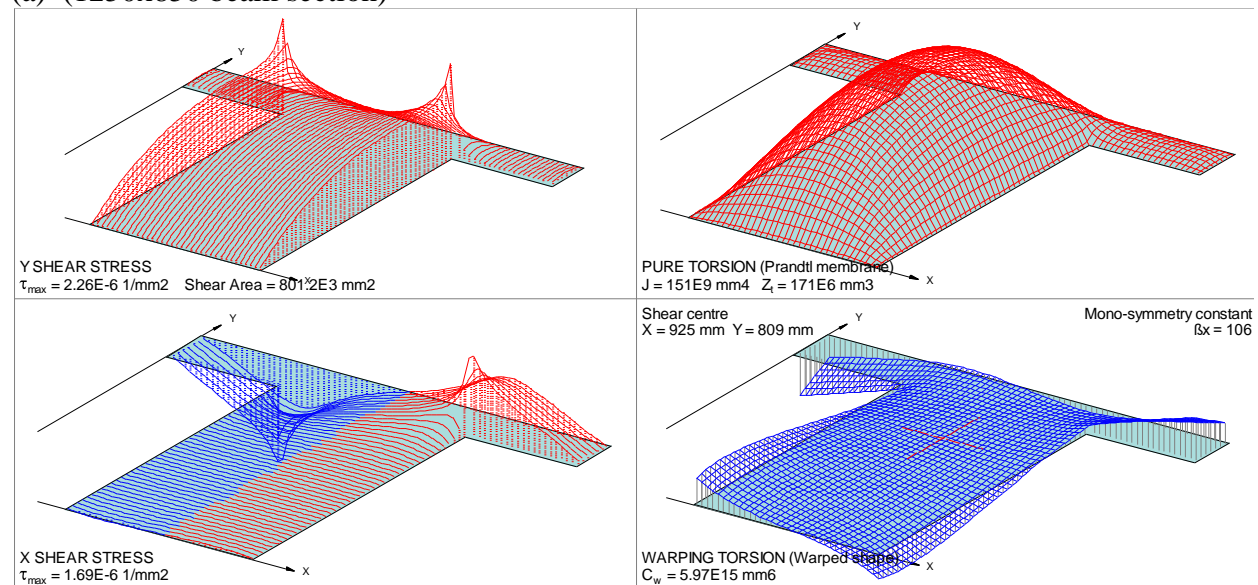 Y
Y SHEAR STRESS
τmax = 2.26E-6 1/mm2 Shear Area = 801.2E3 mm2
X
Y
PURE TORSION (Prandtl membrane)
J = 151E9 mm4 Zt = 171E6 mm3
X
Y
X SHEAR STRESS
τmax = 1.69E-6 1/mm2
X
Shear centre
X = 925 mm Y = 809 mm
Mono-symmetry constant
ßx = 106
Y
WARPING TORSION (Warped shape)
Cw = 5.97E15 mm6
X